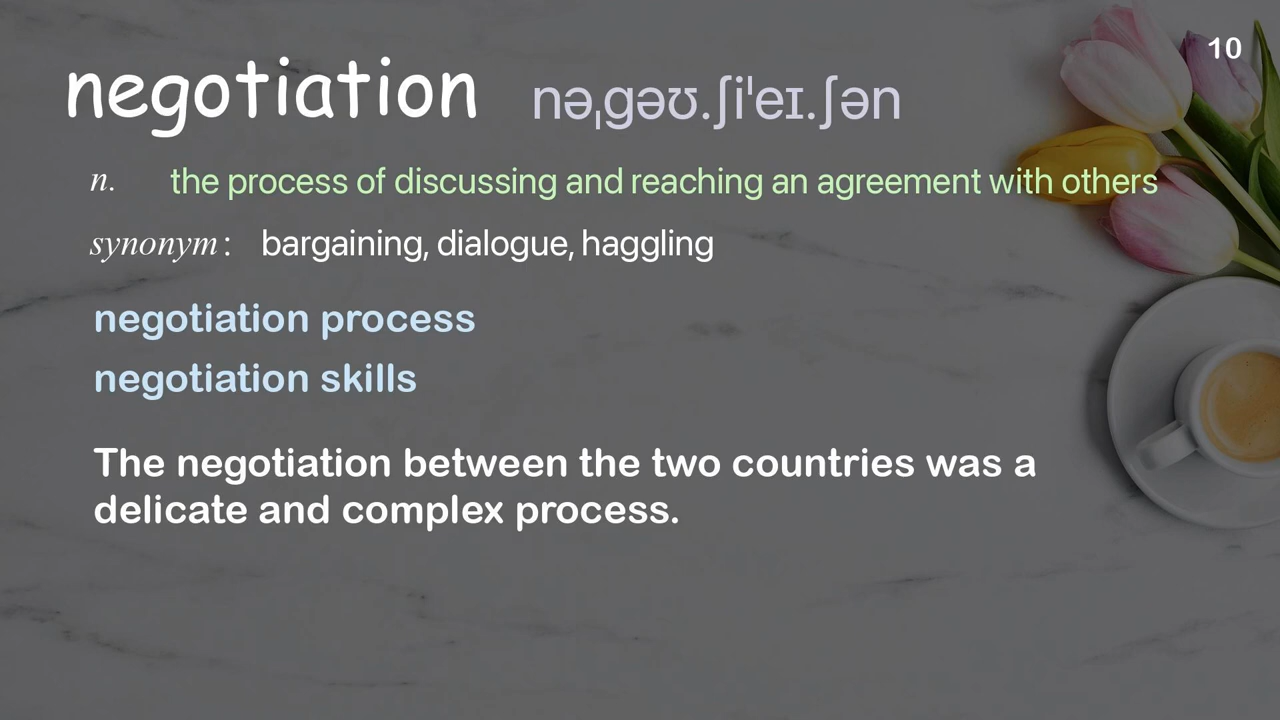 10
negotiation nəˌɡəʊ.ʃiˈeɪ.ʃən
n. the process of discussing and reaching an agreement with others
synonym: bargaining, dialogue, haggling
negotiation process
negotiation skills
The negotiation between the two countries was a
delicate and complex process.